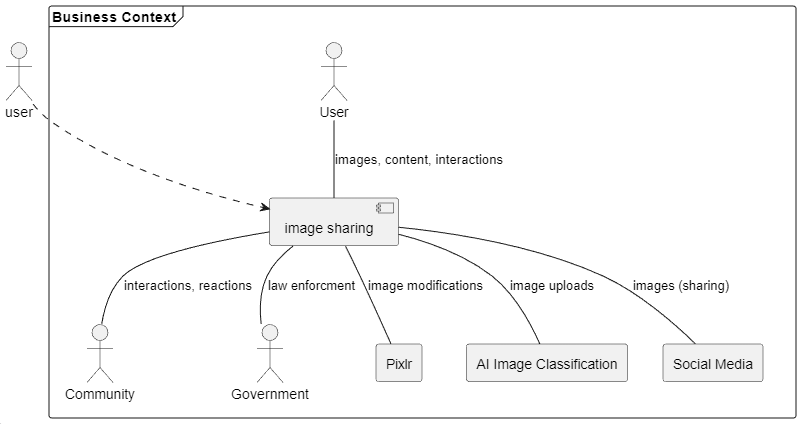 Business Context
user
User
images, content, interactions
image sharing
interactions, reactions
law enforcment
image modifications
image uploads
images (sharing)
Community
Government
Pixlr
AI Image Classification
Social Media